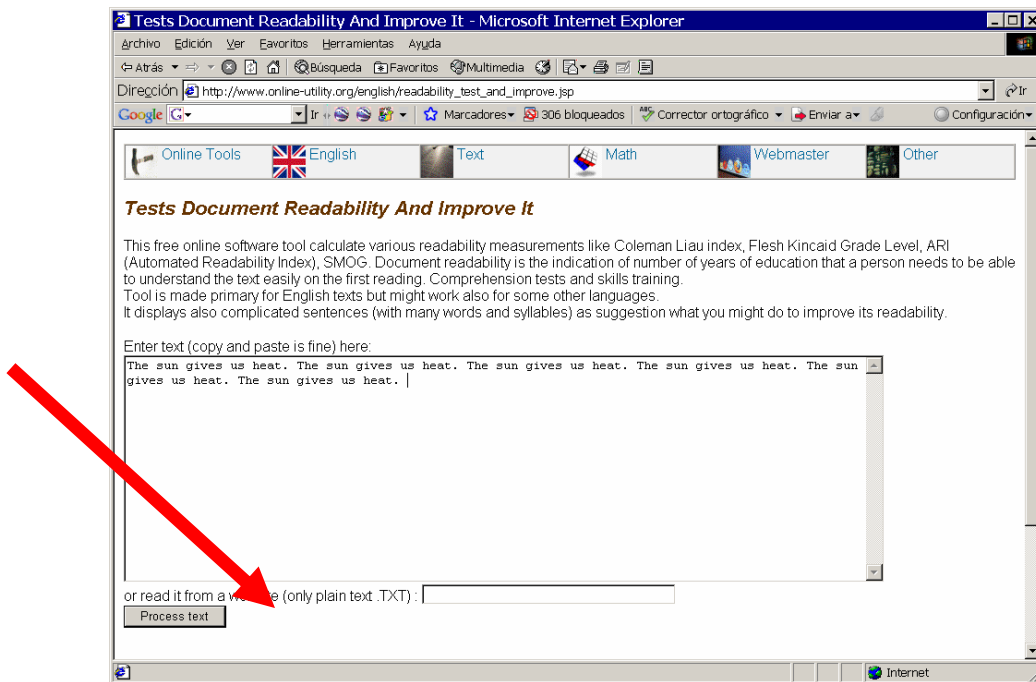 Tests Document Readability And Improve It - Microsoft Internet Explorer
Archivo Edición Ver Favoritos Herramientas Ayuda
Atrás Búsqueda Favoritos Multimedia
Dirección http://www.online-utility.org/english/readability_test_and_improve.jsp Ir
Google G Ir Marcadores 306 bloqueados ABC Corrector ortográfico Enviar a Configuración
Online Tools English Text Math Webmaster Other
Tests Document Readability And Improve It
This free online software tool calculate various readability measurements like Coleman Liau index, Flesh Kincaid Grade Level, ARI
(Automated Readability Index), SMOG. Document readability is the indication of number of years of education that a person needs to be able
to understand the text easily on the first reading. Comprehension tests and skills training.
Tool is made primary for English texts but might work also for some other languages.
It displays also complicated sentences (with many words and syllables) as suggestion what you might do to improve its readability.
Enter text (copy and paste is fine) here:
The sun gives us heat. The sun gives us heat. The sun gives us heat. The sun gives us heat. The sun
gives us heat. The sun gives us heat.
or read it from a (only plain text .TXT) :
Process text
Internet